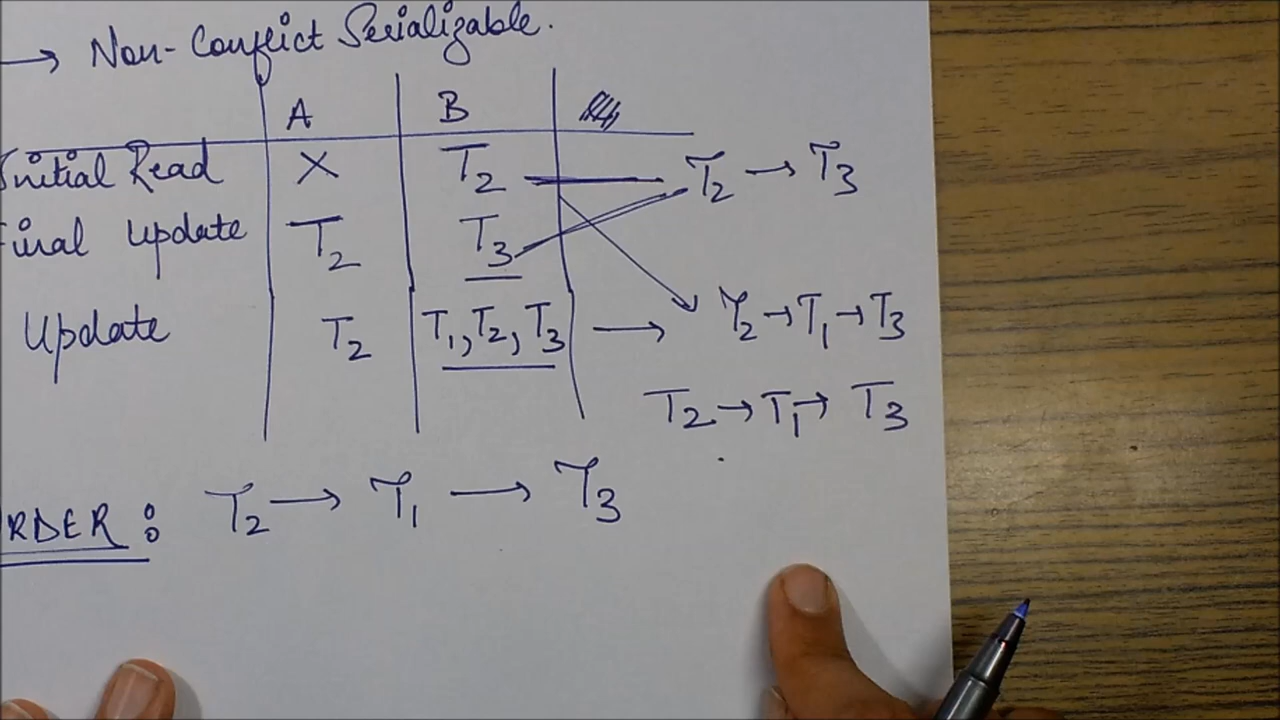 → Non-Conflict Serializable.
A B
Initial Read X T2 T2 → T3
Final Update T2 T3
Update T2 T1, T2, T3 → T2 → T1 → T3
T2 → T1 → T3
RDER : T2 → T1 → T3